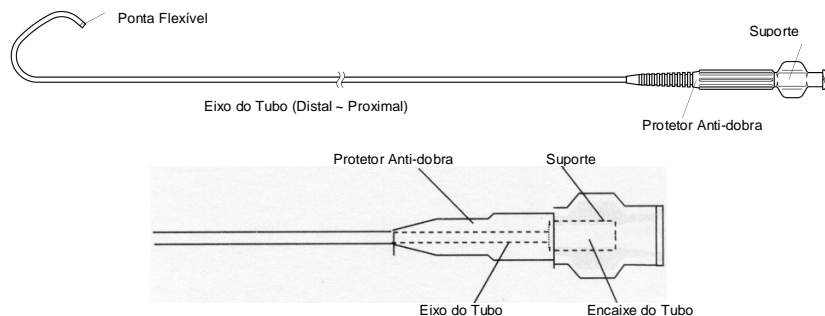 Ponta Flexível
Suporte
Eixo do Tubo (Distal ~ Proximal)
Protetor Anti-dobra
Protetor Anti-dobra
Suporte
Eixo do Tubo
Encaixe do Tubo